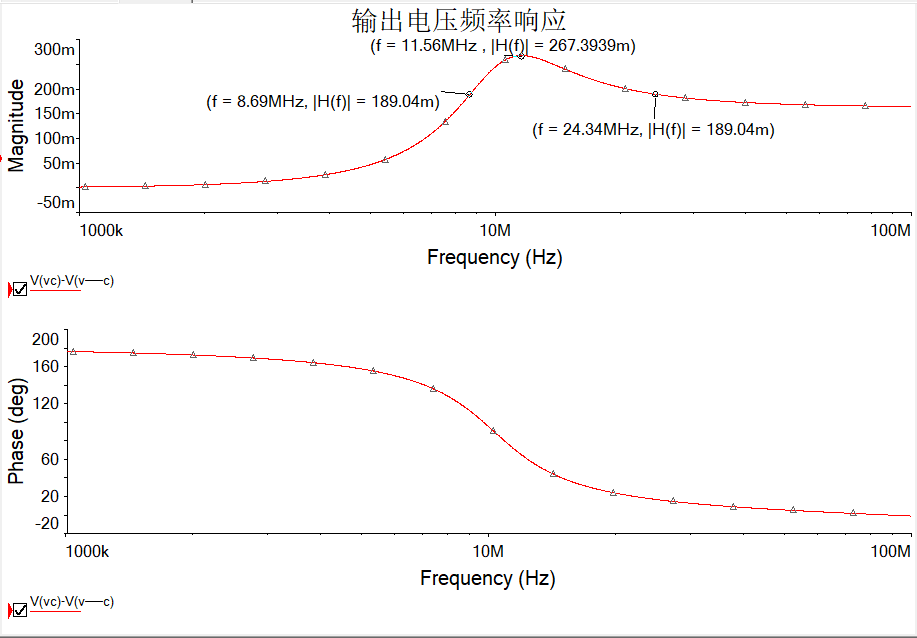 输出电压频率响应
(f = 11.56MHz , |H(f)| = 267.3939m)
(f = 8.69MHz, |H(f)| = 189.04m)
(f = 24.34MHz, |H(f)| = 189.04m)
Magnitude
300m
200m
150m
100m
50m
-50m
1000k 10M 100M
Frequency (Hz)
V(vc)-V(v——c)
Phase (deg)
200
160
120
60
20
-20
1000k 10M 100M
Frequency (Hz)
V(vc)-V(v——c)